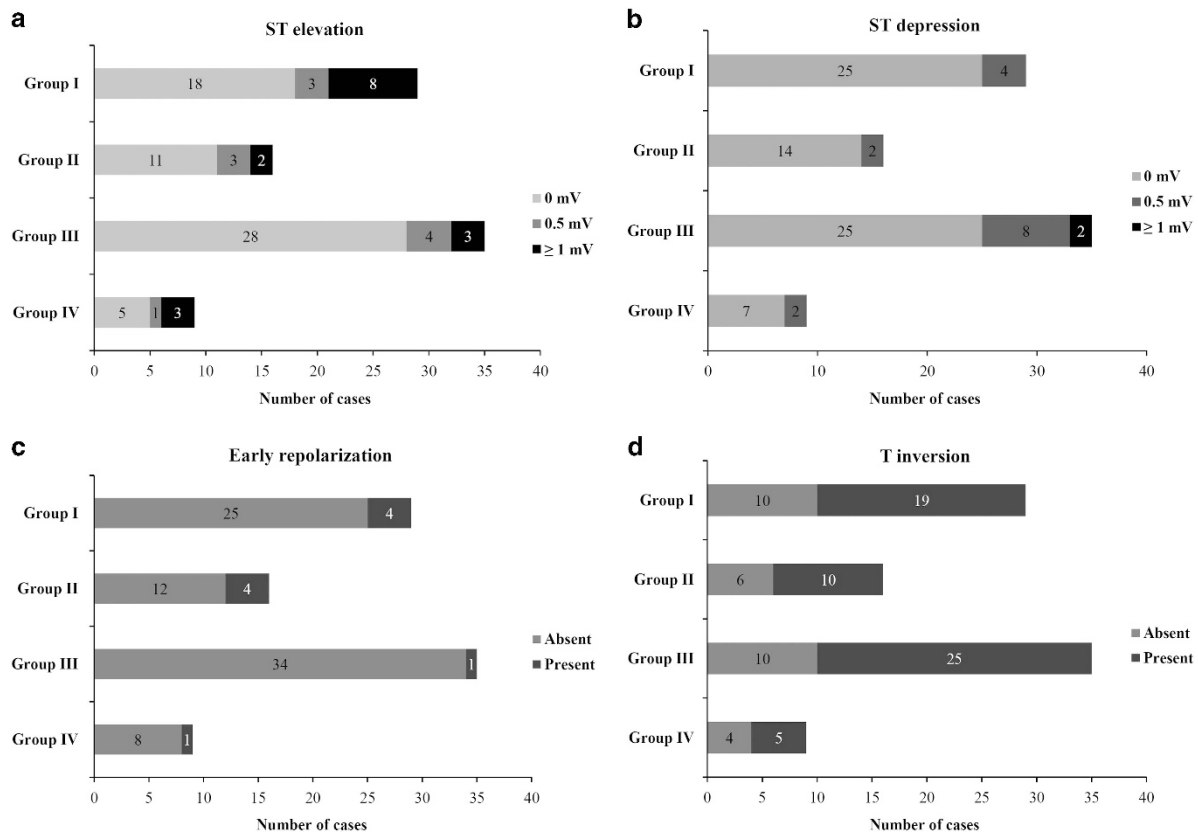 a
ST elevation
Group I
18 3 8
Group II
11 3 2
Group III
28 4 3
Group IV
5 1 3
0 mV
0.5 mV
≥ 1 mV
0 5 10 15 20 25 30 35 40
Number of cases
b
ST depression
Group I
25 4
Group II
14 2
Group III
25 8 2
Group IV
7 2
0 mV
0.5 mV
≥ 1 mV
0 10 20 30 40
Number of cases
c
Early repolarization
Group I
25 4
Group II
12 4
Group III
34 1
Group IV
8 1
Absent
Present
0 5 10 15 20 25 30 35 40
Number of cases
d
T inversion
Group I
10 19
Group II
6 10
Group III
10 25
Group IV
4 5
Absent
Present
0 5 10 15 20 25 30 35 40
Number of cases